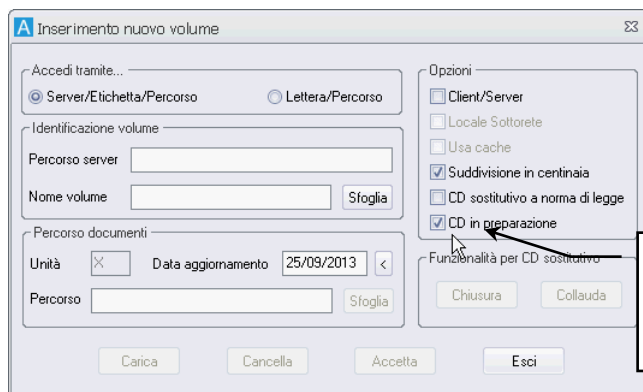 A Inserimento nuovo volume
Accedi tramite...
Server/Etichetta/Percorso
Lettera/Percorso
Identificazione volume
Percorso server
Nome volume
Sfoglia
Percorso documenti
Unità X Data aggiornamento 25/09/2013 <
Percorso
Sfoglia
Opzioni
Client/Server
Locale Sottorete
Usa cache
Suddivisione in centinaia
CD sostitutivo a norma di legge
CD in preparazione
Funzionalità per CD sostitutivo
Chiusura
Collauda
Carica
Cancella
Accetta
Esci